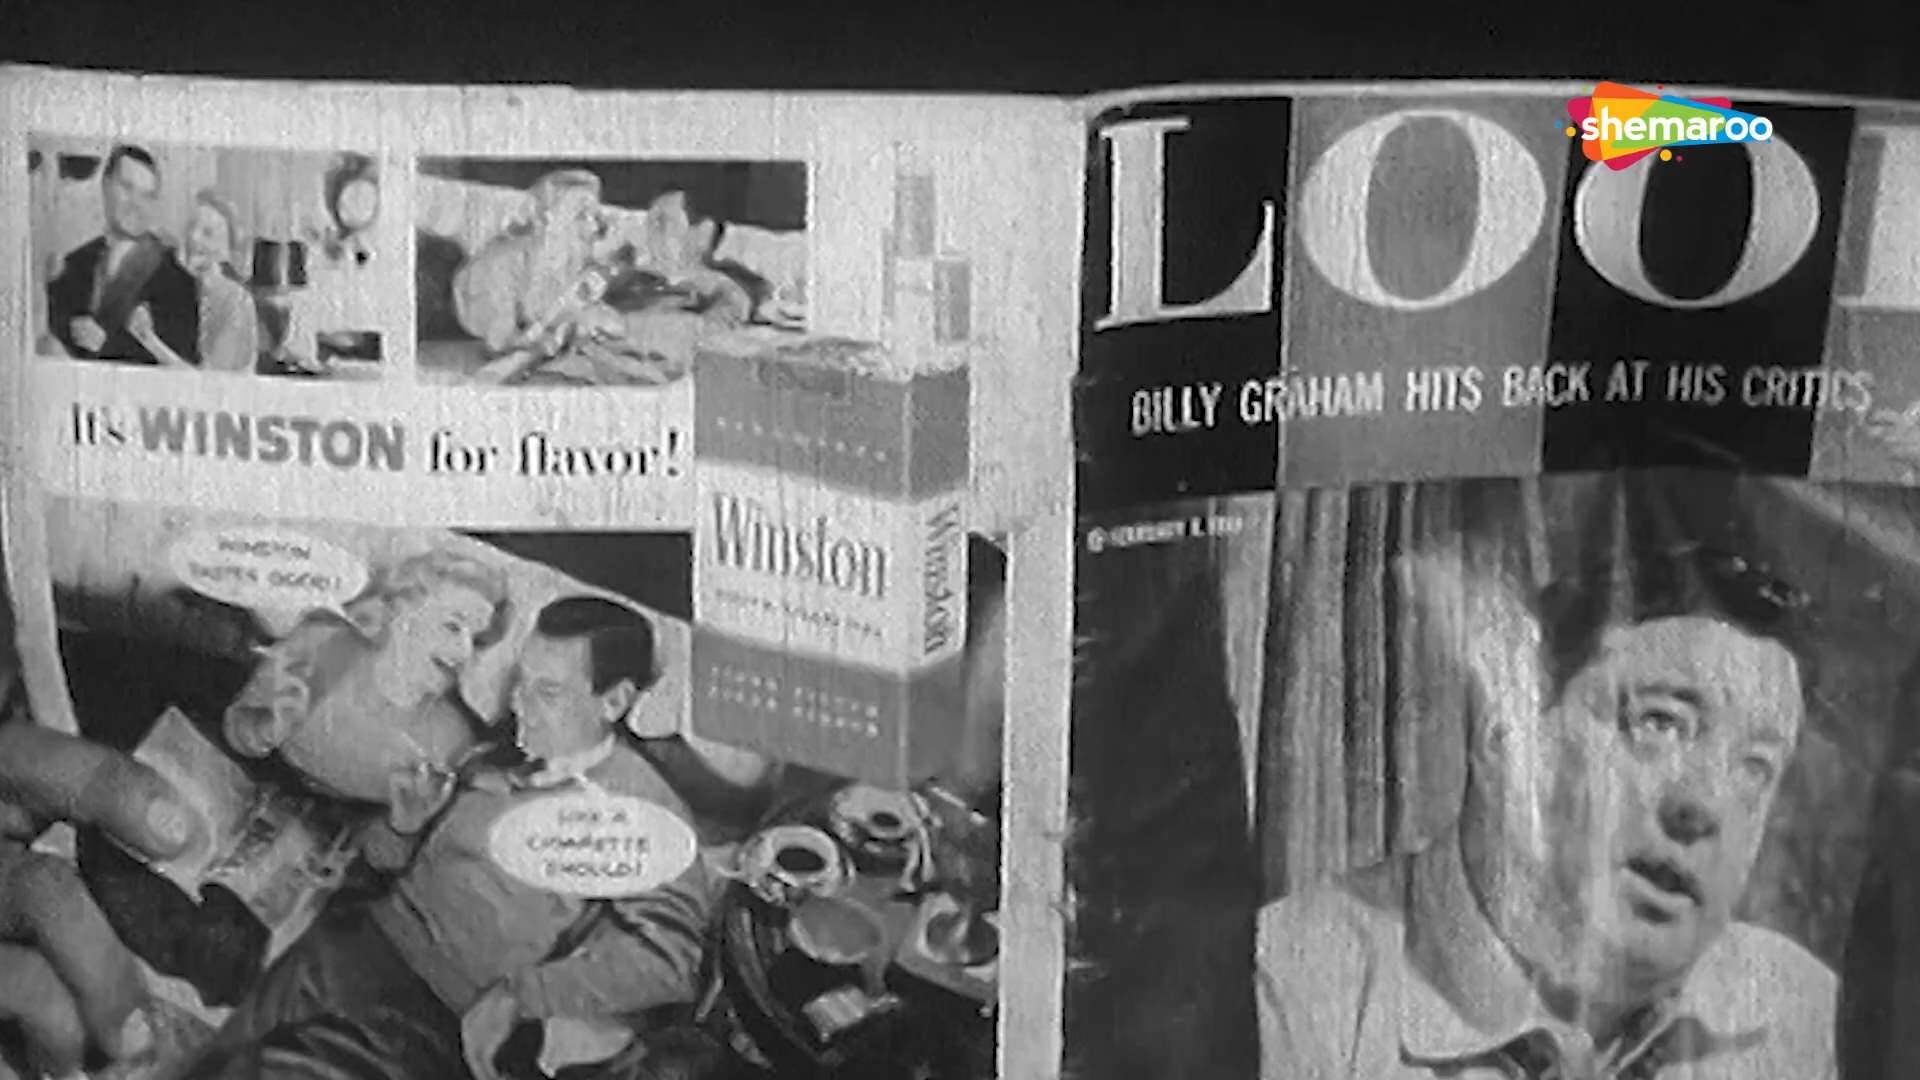 It's WINSTON for flavor!
WINSTON
TASTES GOOD!
Winston
Winston
LIKE A
CIGARETTE
SHOULD!
LOO
BILLY GRAHAM HITS BACK AT HIS CRITICS
shemaroo